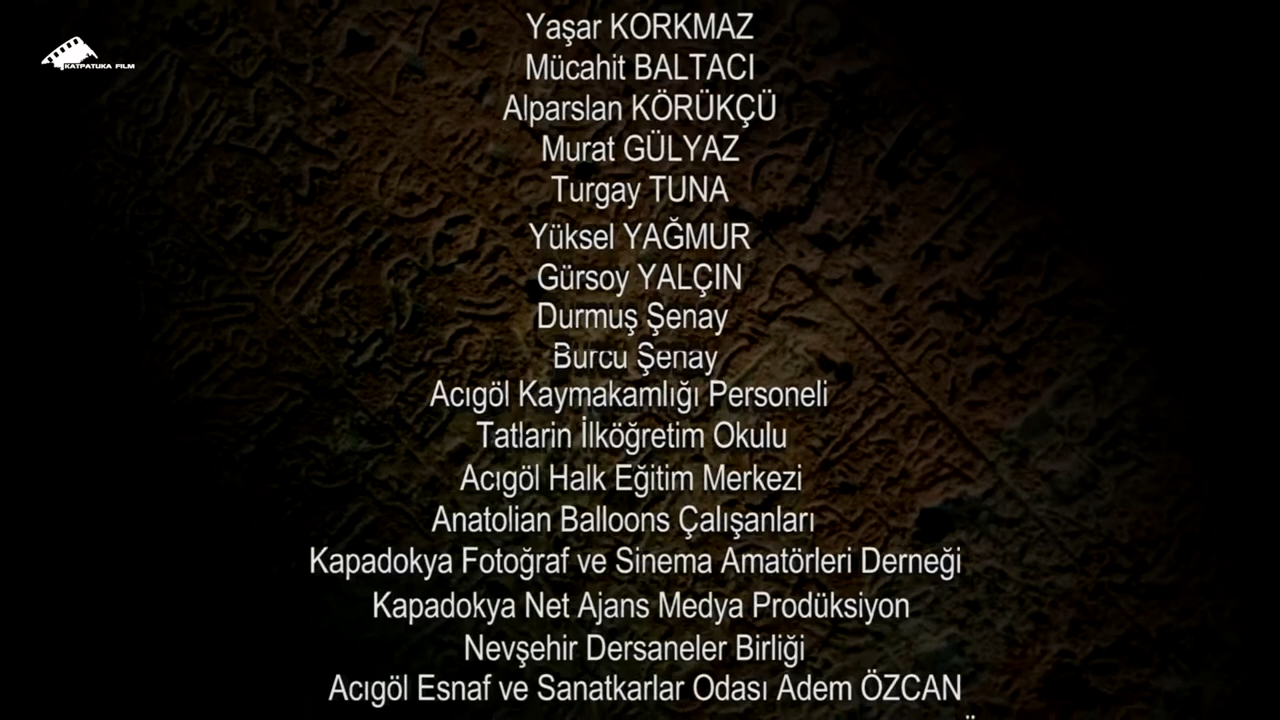 Yaşar KORKMAZ
KATPATUKA FILM
Mücahit BALTACI
Alparslan KÖRÜKÇÜ
Murat GÜLYAZ
Turgay TUNA
Yüksel YAĞMUR
Gürsoy YALÇIN
Durmuş Şenay
Burcu Şenay
Acıgöl Kaymakamlığı Personeli
Tatlarin İlköğretim Okulu
Acıgöl Halk Eğitim Merkezi
Anatolian Balloons Çalışanları
Kapadokya Fotoğraf ve Sinema Amatörleri Derneği
Kapadokya Net Ajans Medya Prodüksiyon
Nevşehir Dersaneler Birliği
Acıgöl Esnaf ve Sanatkarlar Odası Adem ÖZCAN